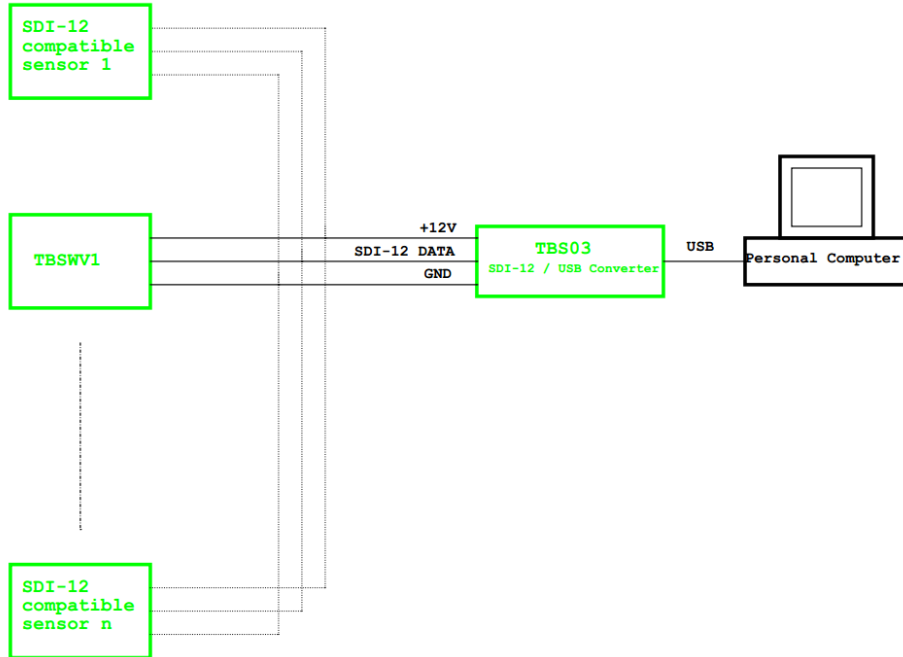 SDI-12
compatible
sensor 1
+12V
TBSWV1
SDI-12 DATA
GND
TBS03
SDI-12 / USB Converter
USB
Personal Computer
SDI-12
compatible
sensor n